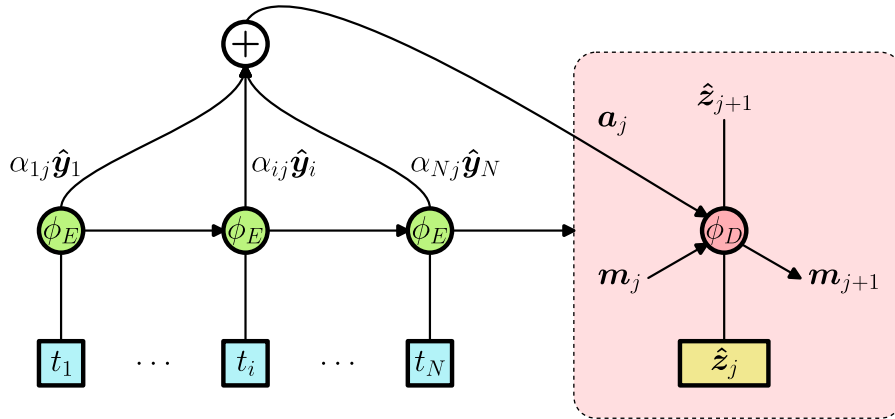 +
ẑ_{j+1}
a_j
α_{1j}ŷ_1 α_{ij}ŷ_i α_{Nj}ŷ_N
ϕ_E ϕ_E ϕ_E ϕ_D
m_j m_{j+1}
t_1 ... t_i ... t_N ẑ_j